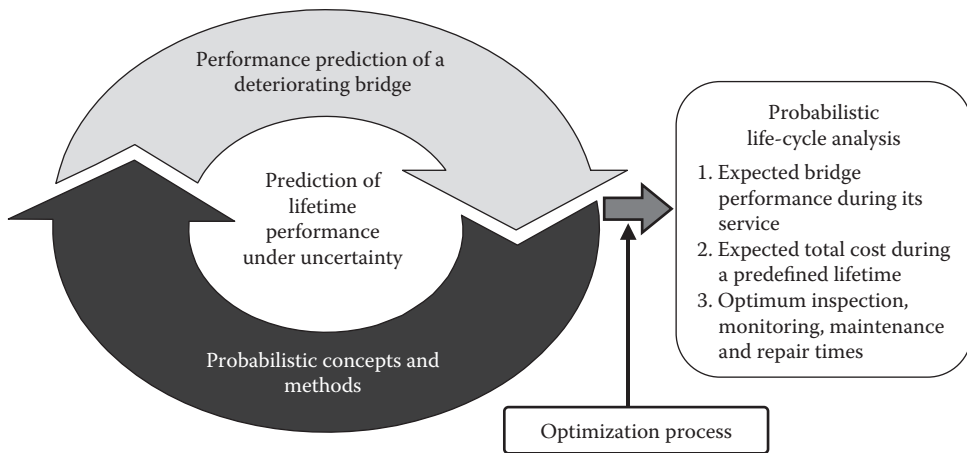 Performance prediction of a
deteriorating bridge
Prediction of
lifetime
performance
under uncertainty
Probabilistic concepts and
methods
Probabilistic
life-cycle analysis
1. Expected bridge
performance during its
service
2. Expected total cost during
a predefined lifetime
3. Optimum inspection,
monitoring, maintenance
and repair times
Optimization process